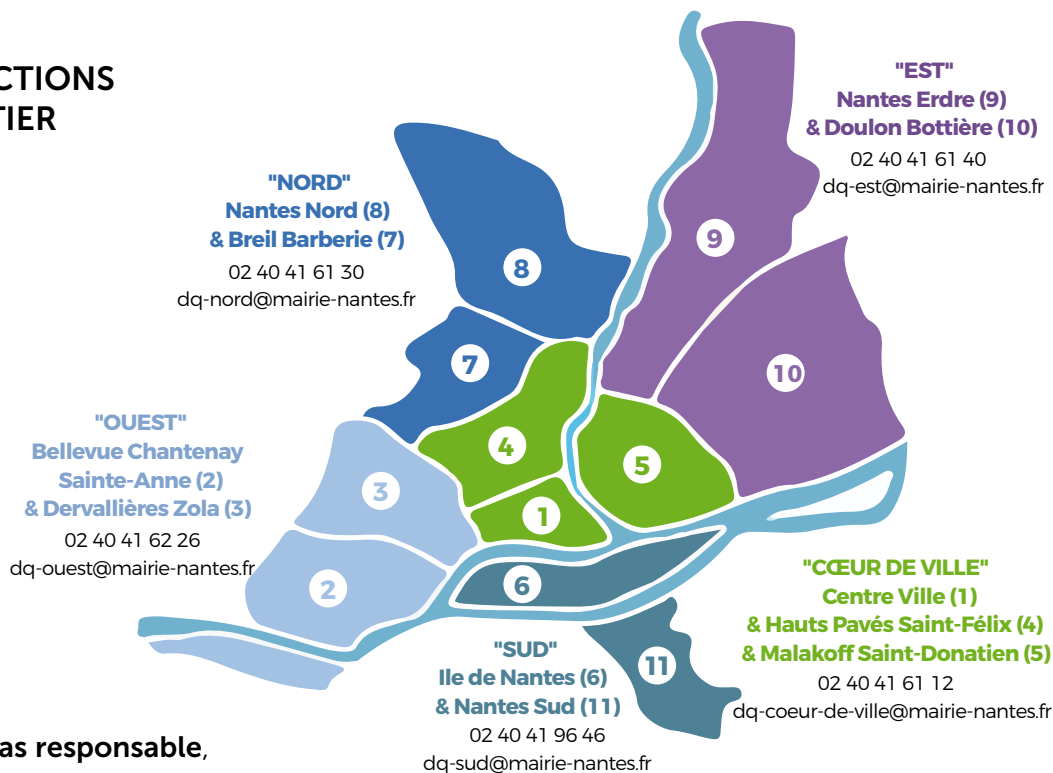 CTIONS
TIER
"EST"
Nantes Erdre (9)
& Doulon Bottière (10)
02 40 41 61 40
dq-est@mairie-nantes.fr
"NORD"
Nantes Nord (8)
& Breil Barberie (7)
02 40 41 61 30
dq-nord@mairie-nantes.fr
9
8
7
10
"OUEST"
Bellevue Chantenay
Sainte-Anne (2)
& Dervallières Zola (3)
02 40 41 62 26
dq-ouest@mairie-nantes.fr
4
5
3
1
6
2
"CŒUR DE VILLE"
Centre Ville (1)
& Hauts Pavés Saint-Félix (4)
& Malakoff Saint-Donatien (5)
02 40 41 61 12
dq-coeur-de-ville@mairie-nantes.fr
11
"SUD"
Ile de Nantes (6)
& Nantes Sud (11)
02 40 41 96 46
dq-sud@mairie-nantes.fr
as responsable,